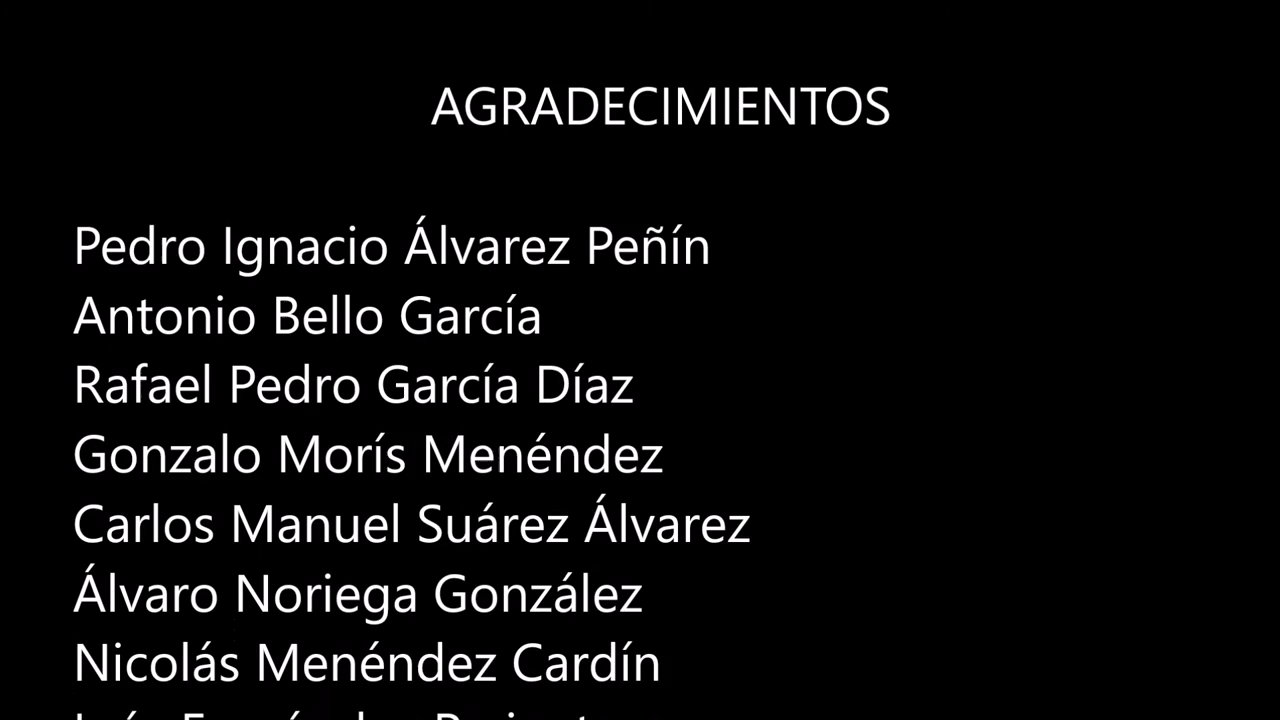 AGRADECIMIENTOS
Pedro Ignacio Álvarez Peñín
Antonio Bello García
Rafael Pedro García Díaz
Gonzalo Morís Menéndez
Carlos Manuel Suárez Álvarez
Álvaro Noriega González
Nicolás Menéndez Cardín